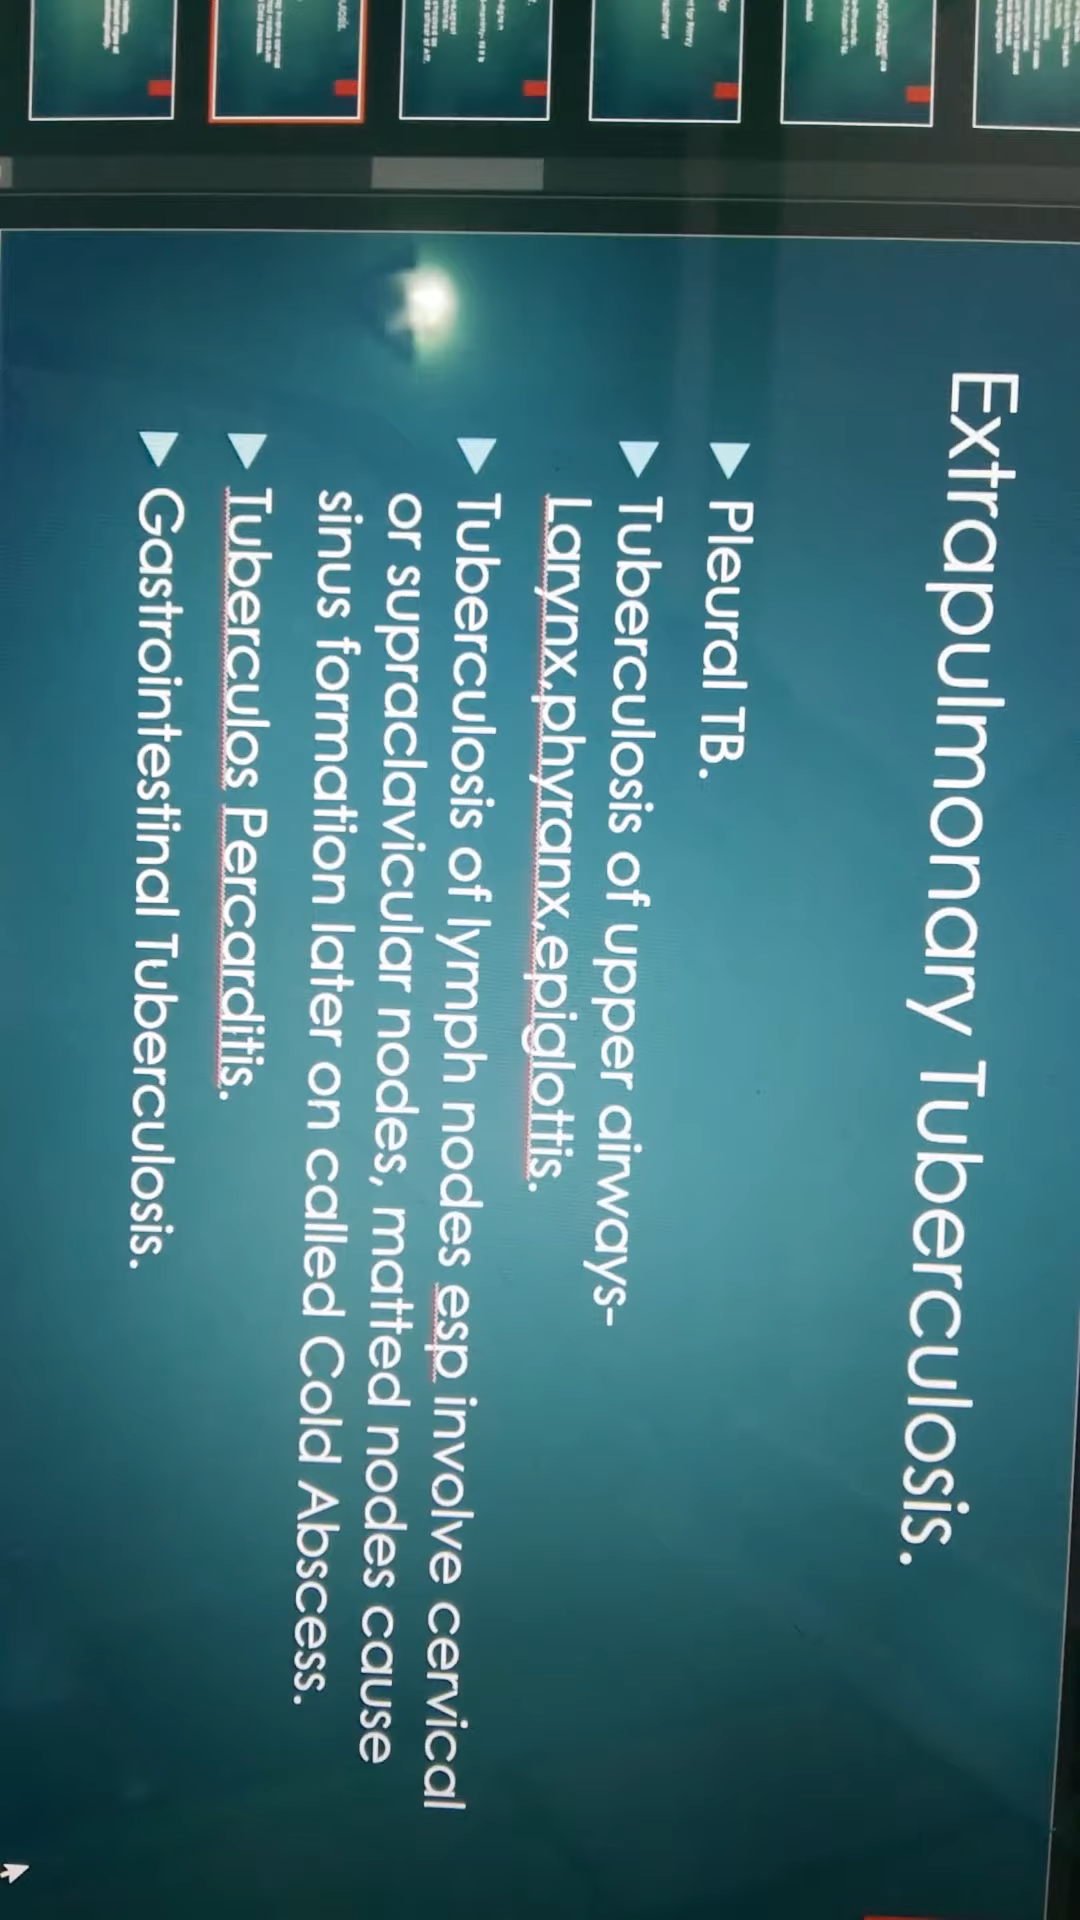 Extrapulmonary Tuberculosis.
Pleural TB.
Tuberculosis of upper airways-
Larynx,phyranx,epiglottis.
Tuberculosis of lymph nodes esp involve cervical
or supraclavicular nodes, matted nodes cause
sinus formation later on called Cold Abscess.
Tuberculos Percarditis.
Gastrointestinal Tuberculosis.